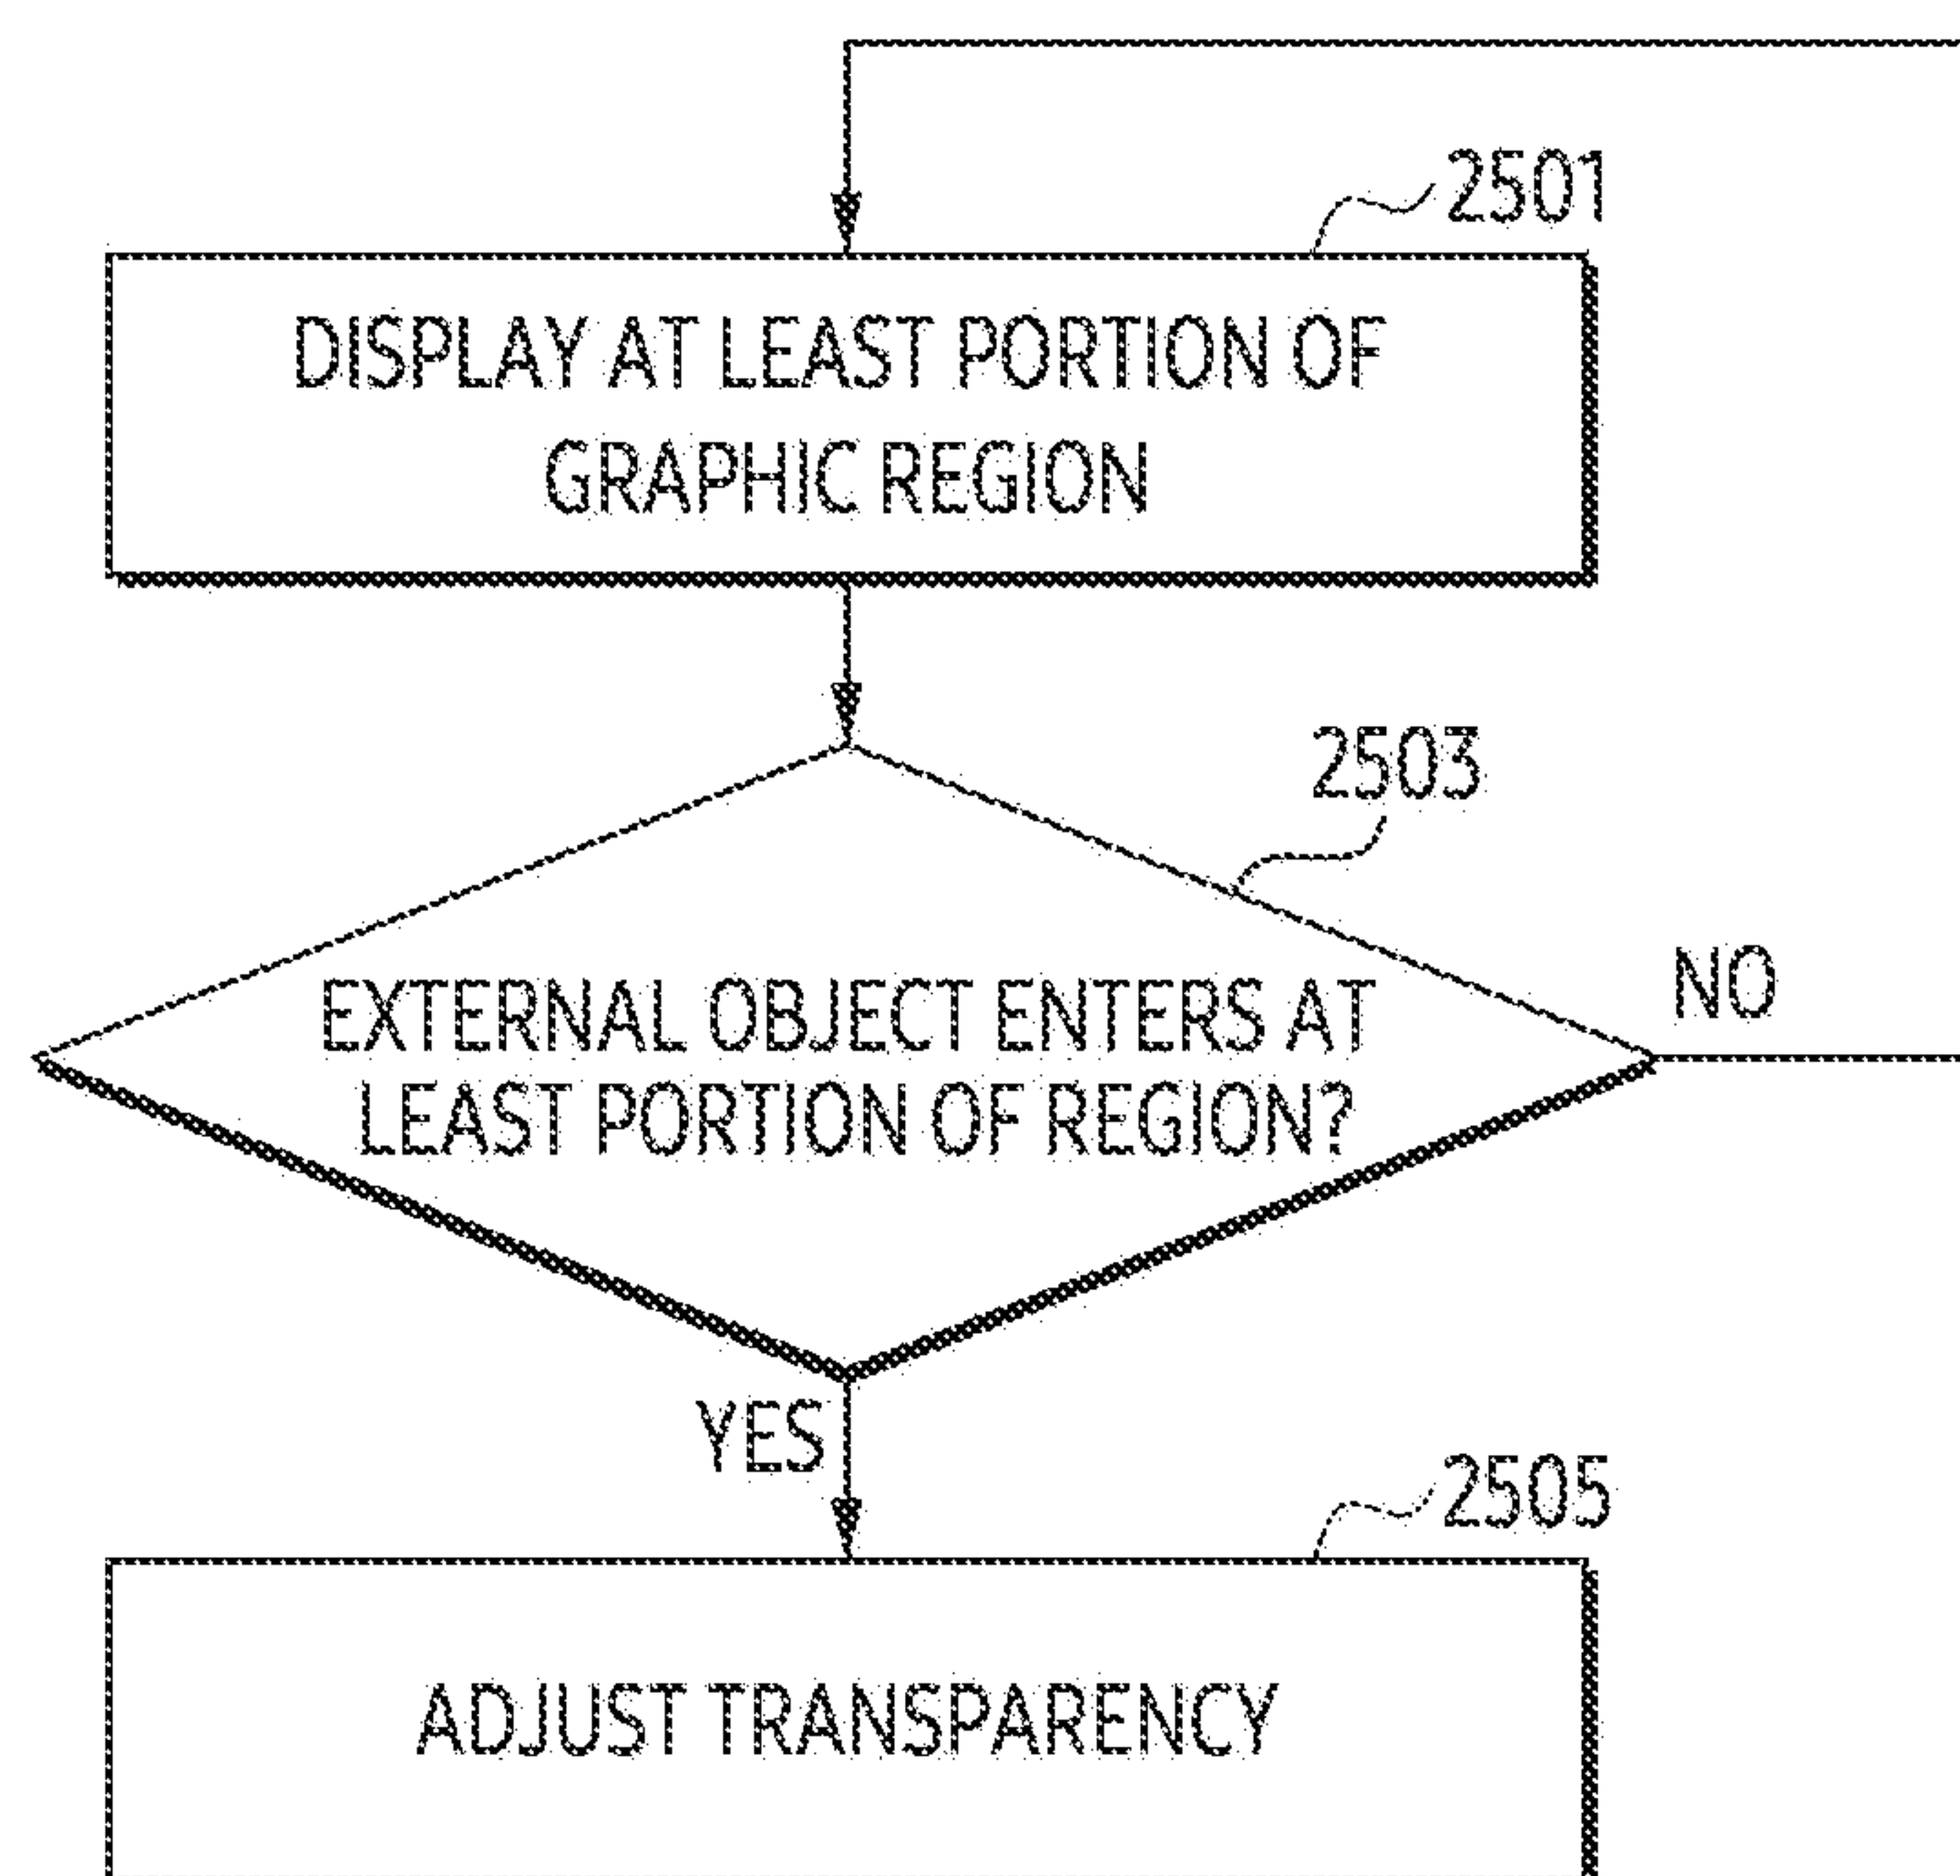 2501
DISPLAY AT LEAST PORTION OF
GRAPHIC REGION
2503
EXTERNAL OBJECT ENTERS AT
LEAST PORTION OF REGION?
NO
YES
2505
ADJUST TRANSPARENCY